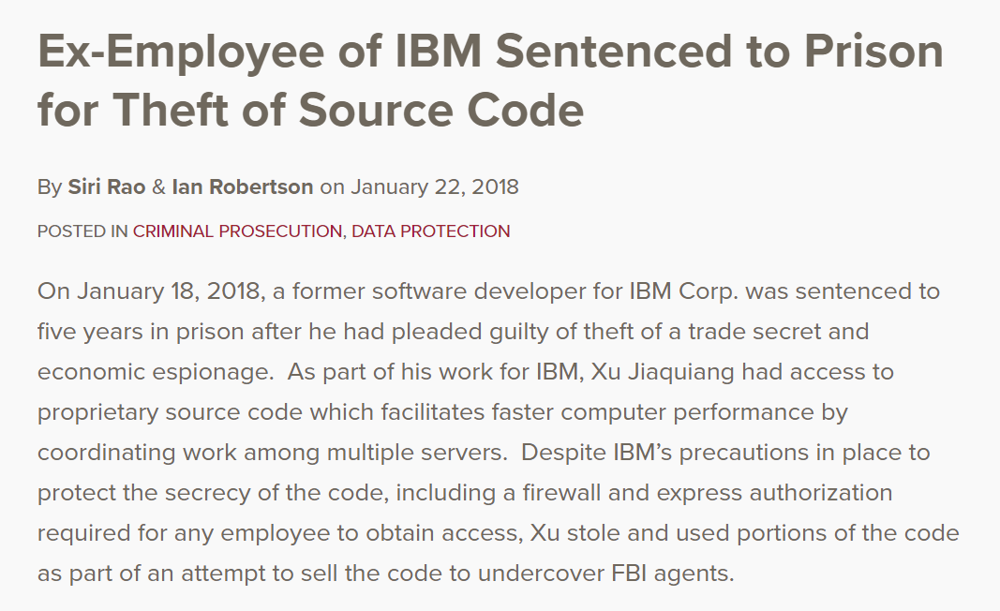 Ex-Employee of IBM Sentenced to Prison
for Theft of Source Code
By Siri Rao & Ian Robertson on January 22, 2018
POSTED IN CRIMINAL PROSECUTION, DATA PROTECTION
On January 18, 2018, a former software developer for IBM Corp. was sentenced to
five years in prison after he had pleaded guilty of theft of a trade secret and
economic espionage.  As part of his work for IBM, Xu Jiaquiang had access to
proprietary source code which facilitates faster computer performance by
coordinating work among multiple servers.  Despite IBM’s precautions in place to
protect the secrecy of the code, including a firewall and express authorization
required for any employee to obtain access, Xu stole and used portions of the code
as part of an attempt to sell the code to undercover FBI agents.